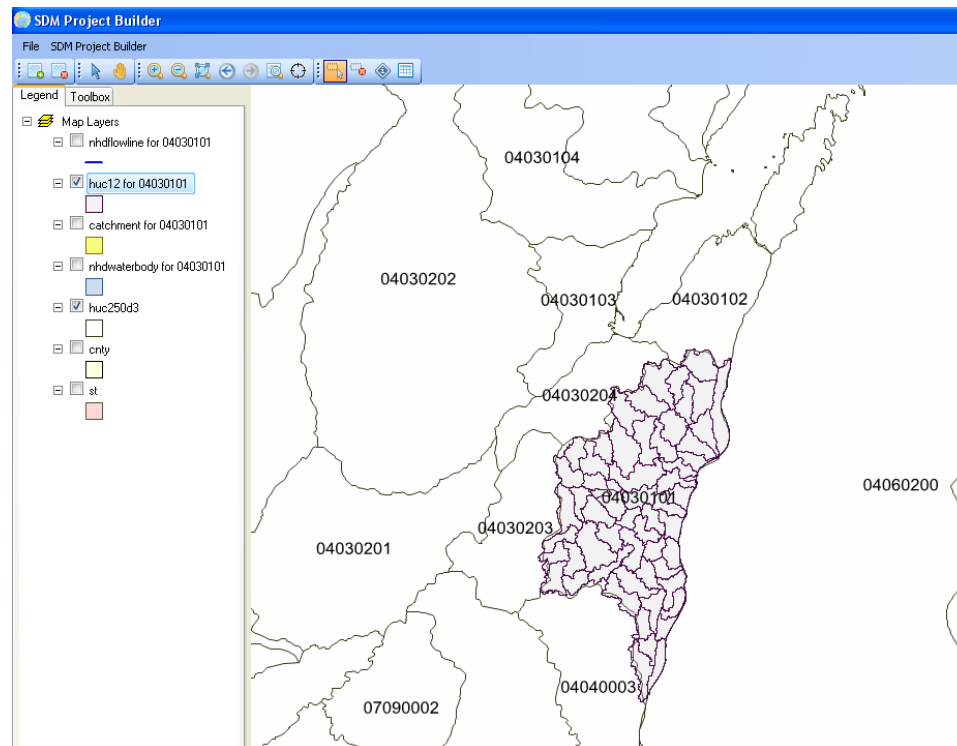 SDM Project Builder
File SDM Project Builder
Legend Toolbox
Map Layers
nhdflowline for 04030101
huc12 for 04030101
catchment for 04030101
nhdwaterbody for 04030101
huc250d3
cnty
st
04030104
04030202
04030103
04030102
04030204
04060200
04030101
04030203
04030201
04040003
07090002